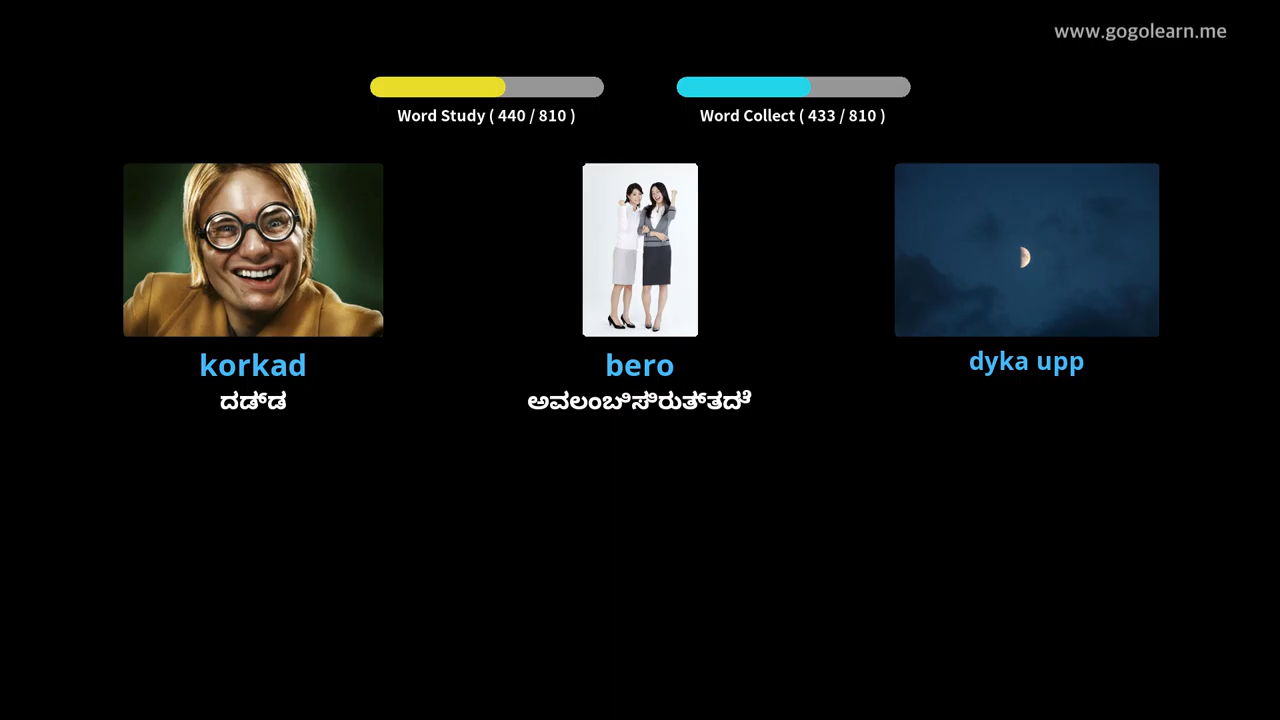 www.gogolearn.me
Word Study ( 440 / 810 )
Word Collect ( 433 / 810 )
korkad
bero
dyka upp
ದಡ್ಡ
ಅವಲಂಬಿಸಿರುತ್ತದೆ